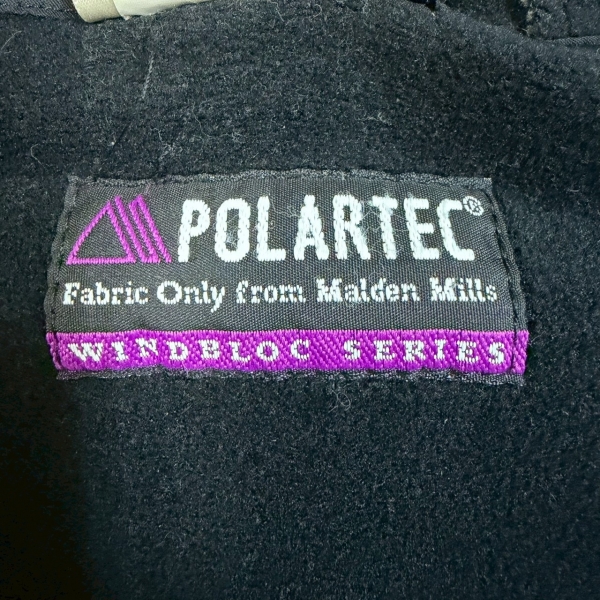 POLARTEC®
Fabric Only from Malden Mills
WINDBLOC SERIES